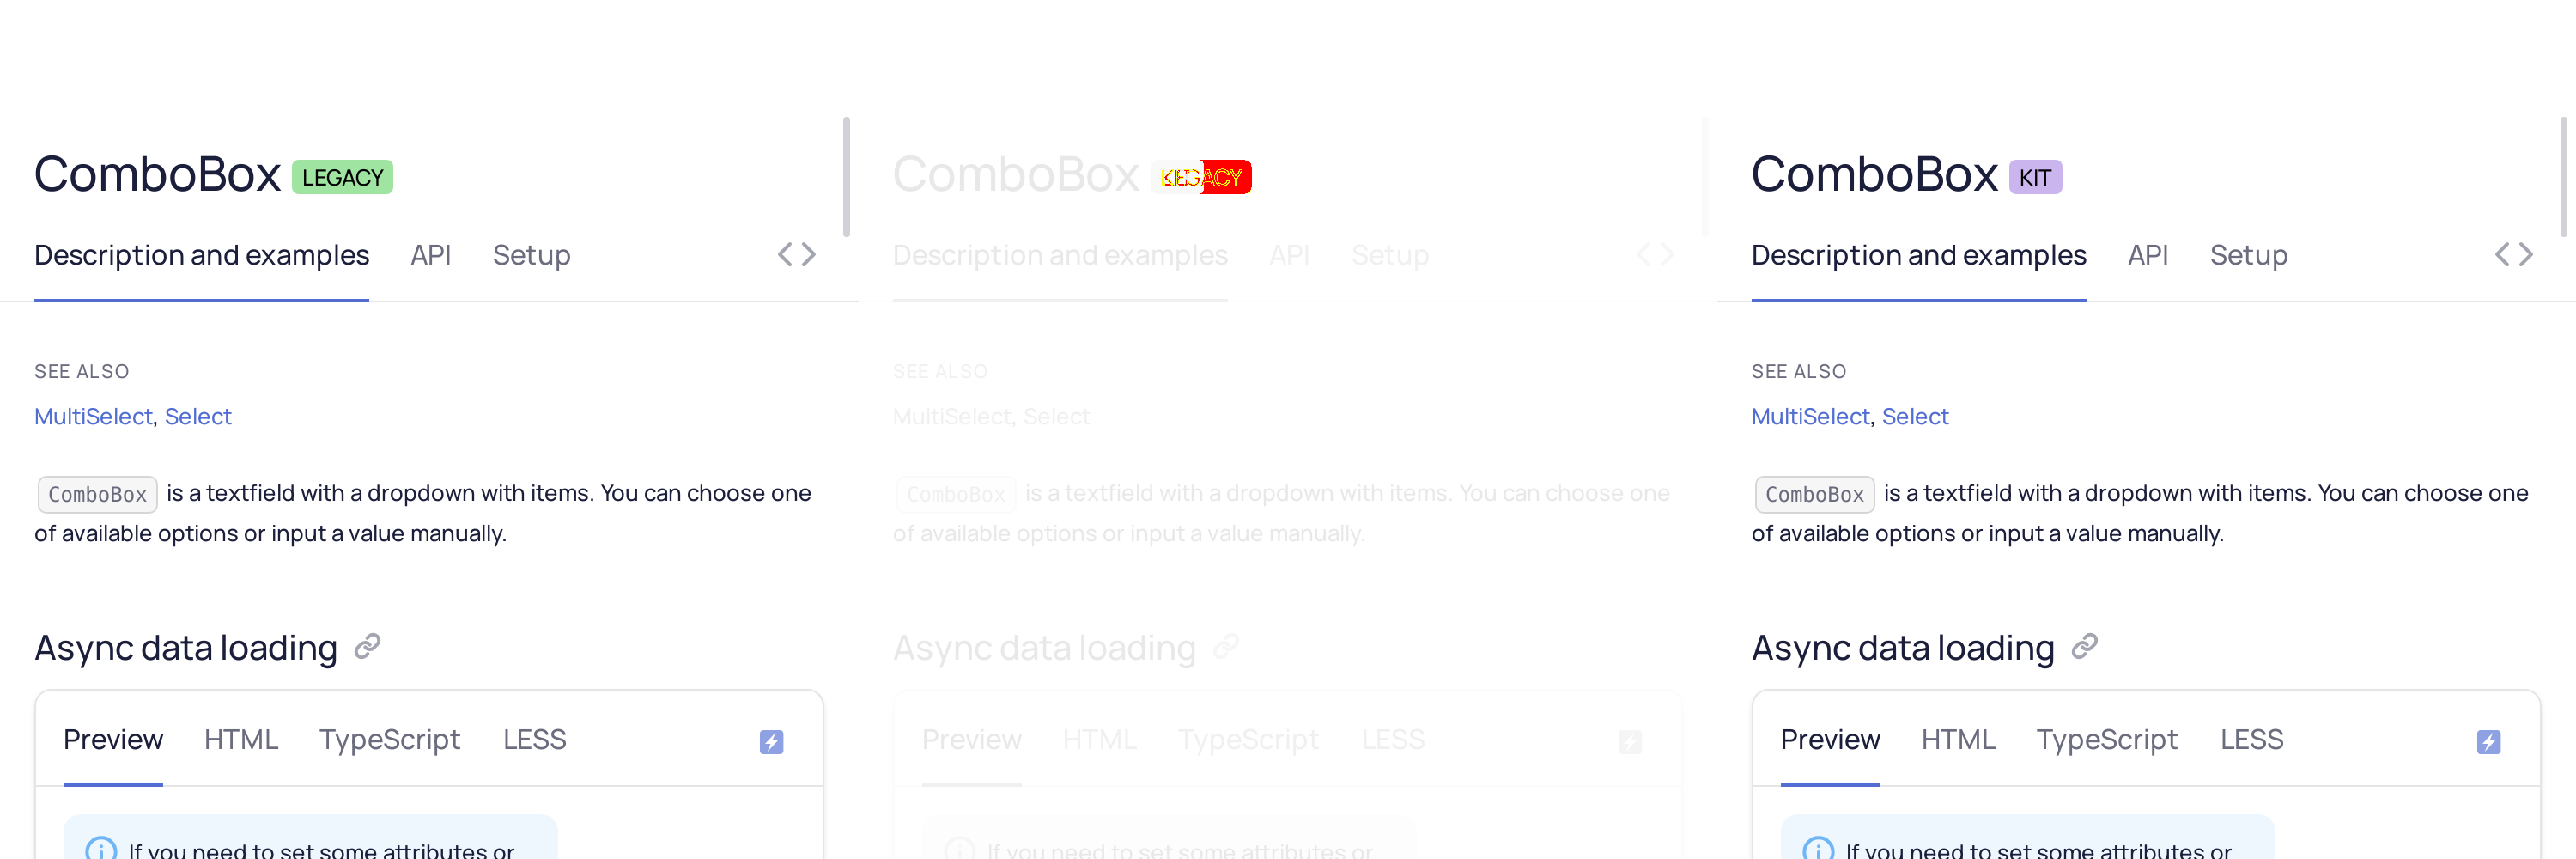 ComboBox LEGACY
Description and examples API Setup
SEE ALSO
MultiSelect, Select
ComboBox is a textfield with a dropdown with items. You can choose one
of available options or input a value manually.
Async data loading
Preview HTML TypeScript LESS
If you need to set some attributes or
ComboBox
Description and examples API Setup
SEE ALSO
MultiSelect, Select
ComboBox is a textfield with a dropdown with items. You can choose one
of available options or input a value manually.
Async data loading
Preview HTML TypeScript LESS
If you need to set some attributes or
ComboBox KIT
Description and examples API Setup
SEE ALSO
MultiSelect, Select
ComboBox is a textfield with a dropdown with items. You can choose one
of available options or input a value manually.
Async data loading
Preview HTML TypeScript LESS
If you need to set some attributes or